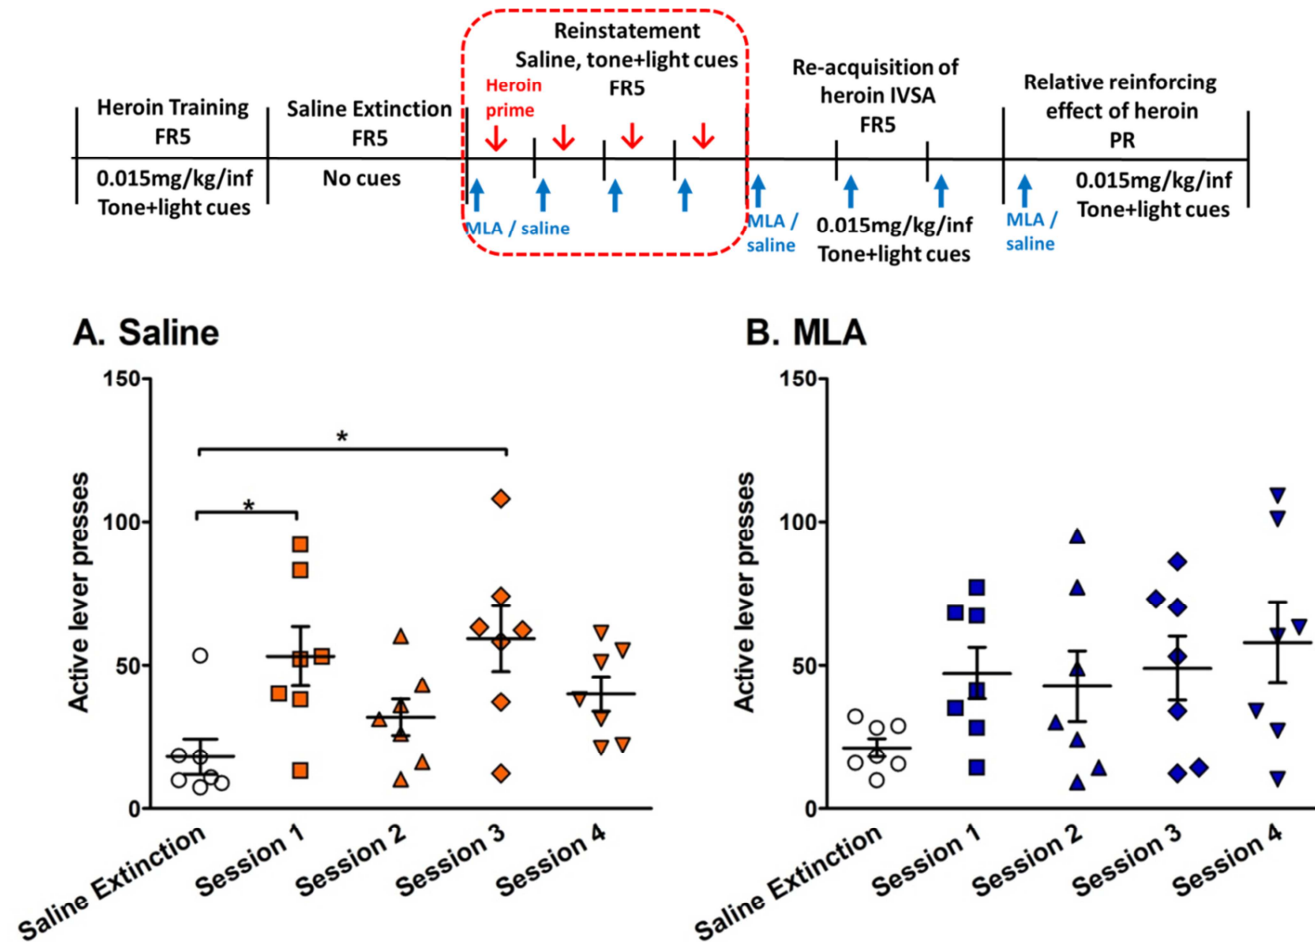 Heroin Training
FR5
0.015mg/kg/inf
Tone+light cues
Saline Extinction
FR5
No cues
Reinstatement
Saline, tone+light cues
FR5
Heroin
prime
MLA / saline
Re-acquisition of
heroin IVSA
FR5
MLA /
saline
0.015mg/kg/inf
Tone+light cues
Relative reinforcing
effect of heroin
PR
MLA /
saline
0.015mg/kg/inf
Tone+light cues
A. Saline
Active lever presses
150
100
50
0
*
*
Saline Extinction
Session 1
Session 2
Session 3
Session 4
B. MLA
Active lever presses
150
100
50
0
Saline Extinction
Session 1
Session 2
Session 3
Session 4